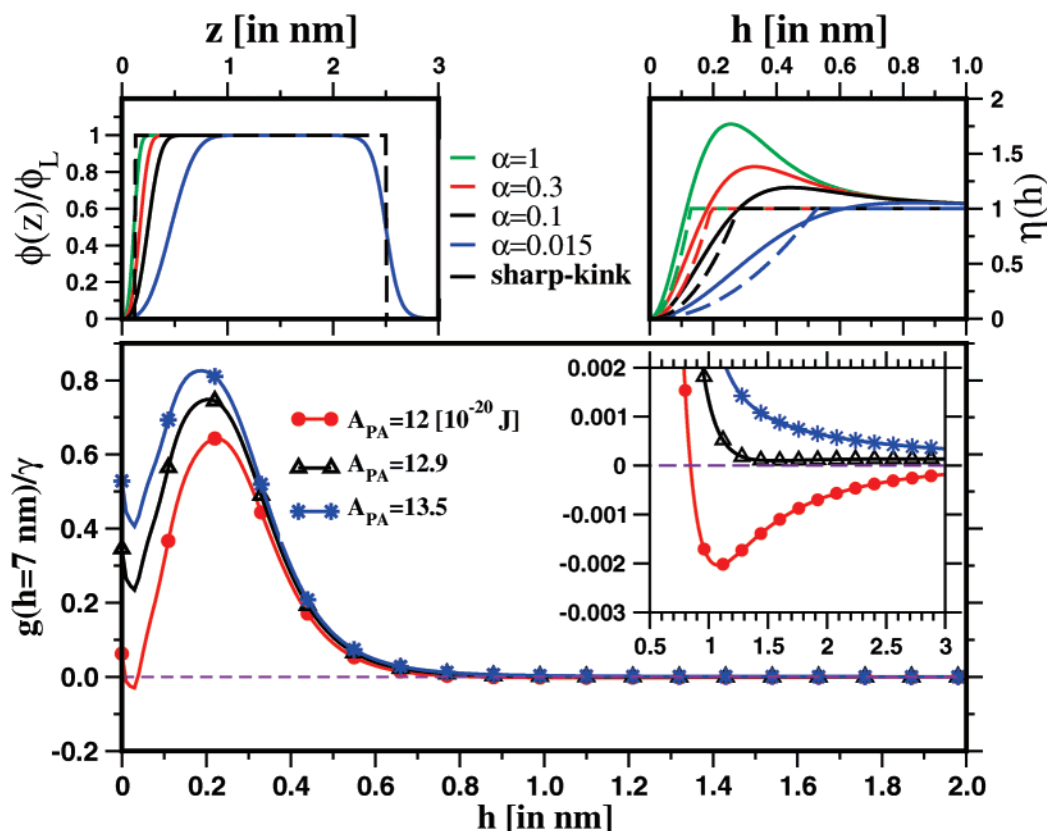 z [in nm]
0 1 2 3
h [in nm]
0 0.2 0.4 0.6 0.8 1.0
ϕ(z)/ϕ_L
1
0.8
0.6
0.4
0.2
0
α=1
α=0.3
α=0.1
α=0.015
sharp-kink
2
1.5
1
0.5
0
η(h)
g(h=7 nm)/γ
0.8
0.6
0.4
0.2
0.0
-0.2
A_PA=12 [10^-20 J]
A_PA=12.9
A_PA=13.5
0.002
0.001
0
-0.001
-0.002
-0.003
0.5 1 1.5 2 2.5 3
0 0.2 0.4 0.6 0.8 1.0 1.2 1.4 1.6 1.8 2.0
h [in nm]